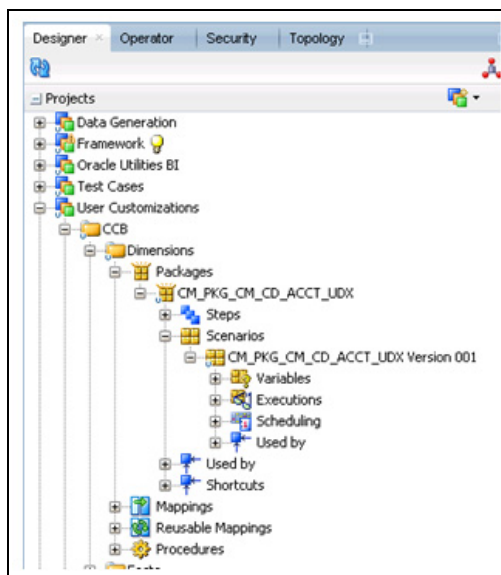 Designer Operator Security Topology
Projects
Data Generation
Framework
Oracle Utilities BI
Test Cases
User Customizations
CCB
Dimensions
Packages
CM_PKG_CM_CD_ACCT_UDX
Steps
Scenarios
CM_PKG_CM_CD_ACCT_UDX Version 001
Variables
Executions
Scheduling
Used by
Used by
Shortcuts
Mappings
Reusable Mappings
Procedures